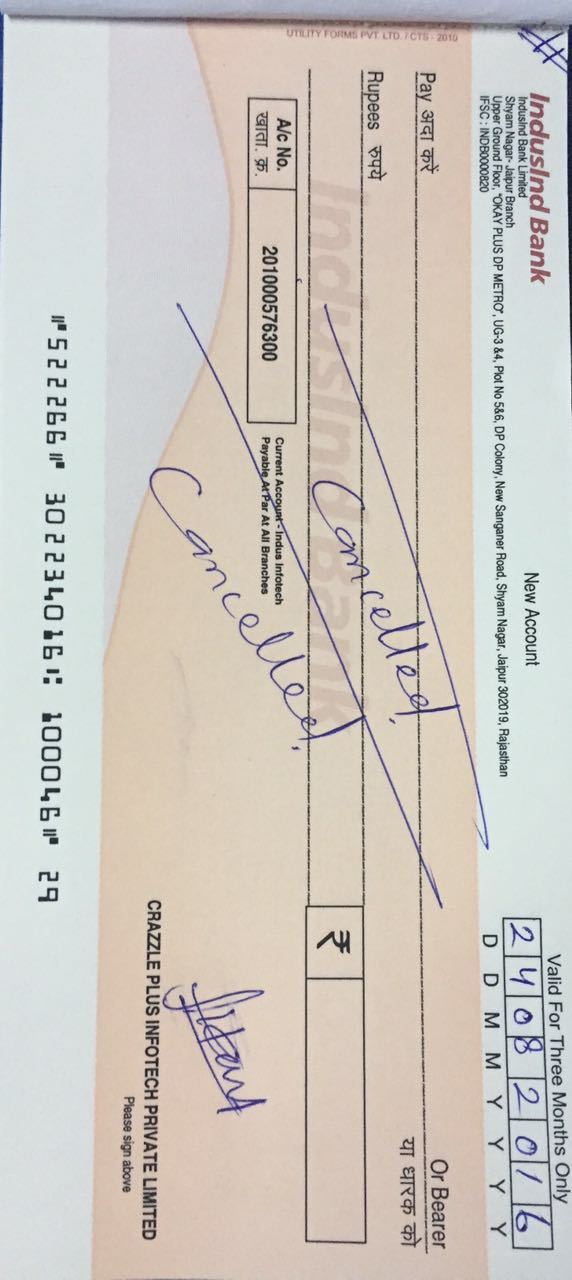 IndusInd Bank
IndusInd Bank Limited
Shyam Nagar- Jaipur Branch
Upper Ground Floor, "OKAY PLUS DP METRO", UG-3 &4, Plot No 5&6, DP Colony, New Sanganer Road, Shyam Nagar, Jaipur 302019, Rajasthan
IFSC : INDB0000820
New Account
Valid For Three Months Only
2 4 0 8 2 0 1 6
D D M M Y Y Y Y
Pay अदा करें
Or Bearer
या धारक को
Rupees रुपये
Cancelled.
₹
IndusInd Bank
A/c No.
खाता. क्र.
201000576300
Current Account - Indus Infotech
Payable At Par At All Branches
Cancelled.
CRAZZLE PLUS INFOTECH PRIVATE LIMITED
Please sign above
UTILITY FORMS PVT. LTD. / CTS - 2010
⑈522266⑈ 302234016⑆ 100046⑈ 29